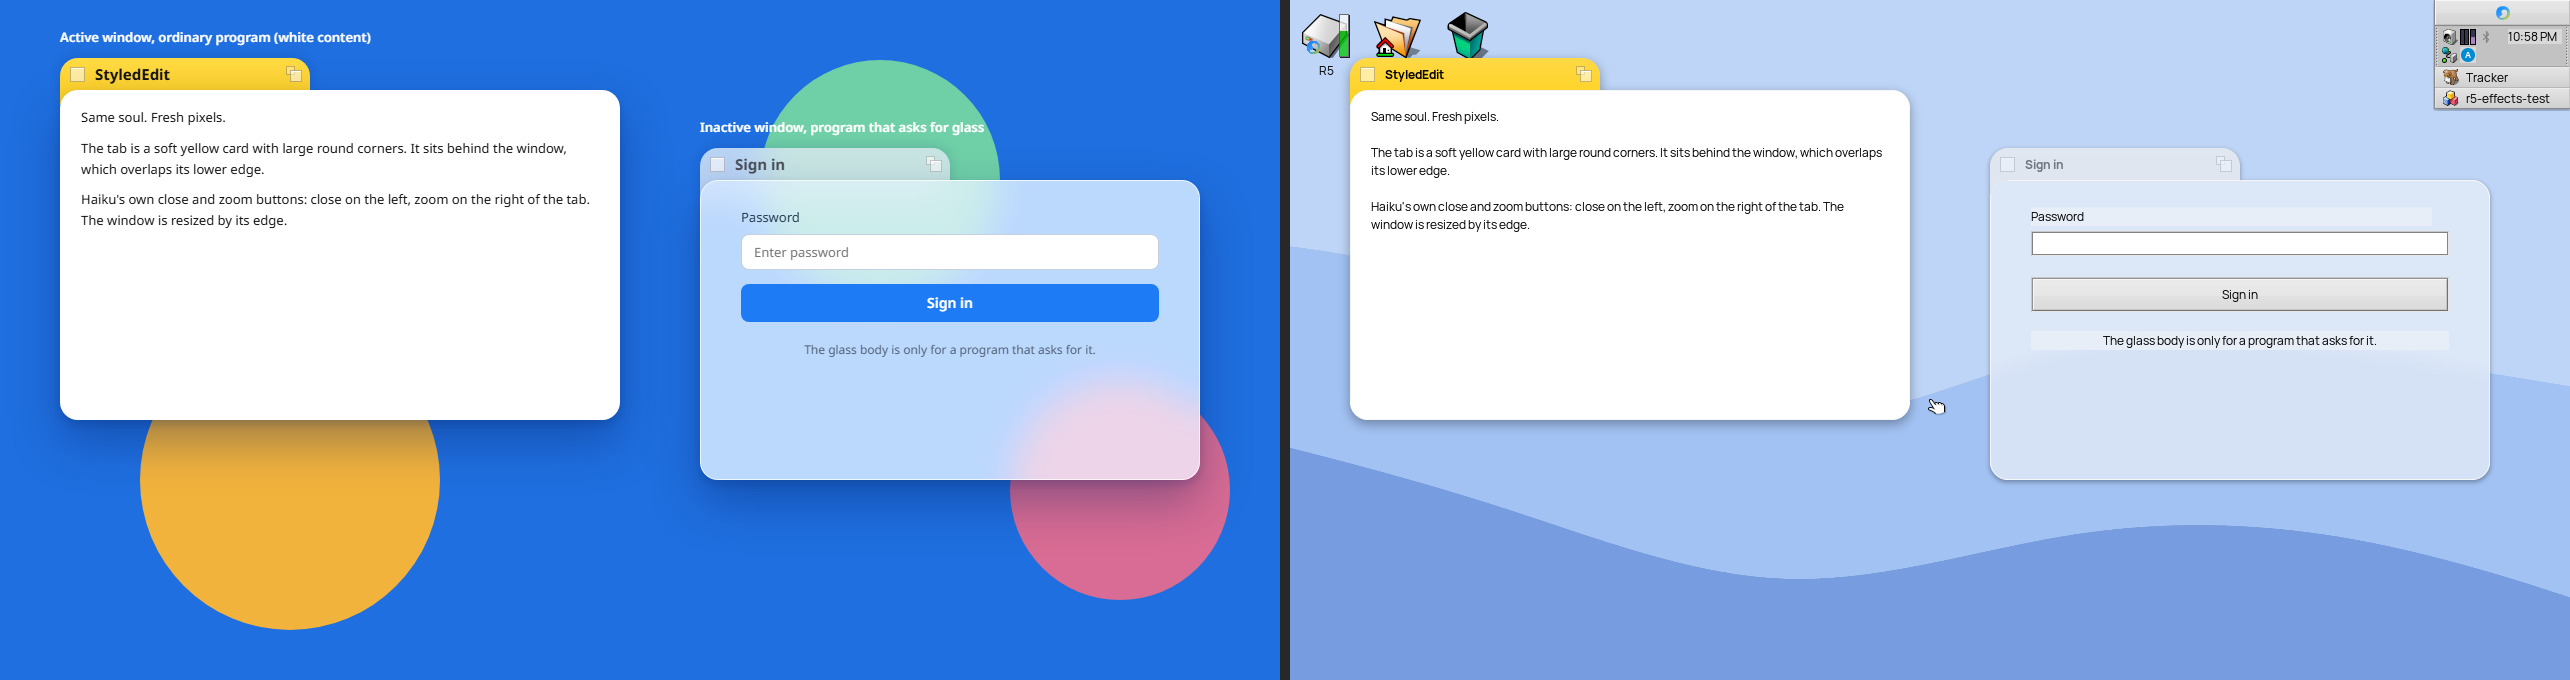 Active window, ordinary program (white content)
StyledEdit
Same soul. Fresh pixels.
The tab is a soft yellow card with large round corners. It sits behind the window,
which overlaps its lower edge.
Haiku's own close and zoom buttons: close on the left, zoom on the right of the tab.
The window is resized by its edge.
Inactive window, program that asks for glass
Sign in
Password
Enter password
Sign in
The glass body is only for a program that asks for it.
R5
StyledEdit
Same soul. Fresh pixels.
The tab is a soft yellow card with large round corners. It sits behind the window, which overlaps
its lower edge.
Haiku's own close and zoom buttons: close on the left, zoom on the right of the tab. The
window is resized by its edge.
Sign in
Password
Sign in
The glass body is only for a program that asks for it.
10:58 PM
A
Tracker
r5-effects-test